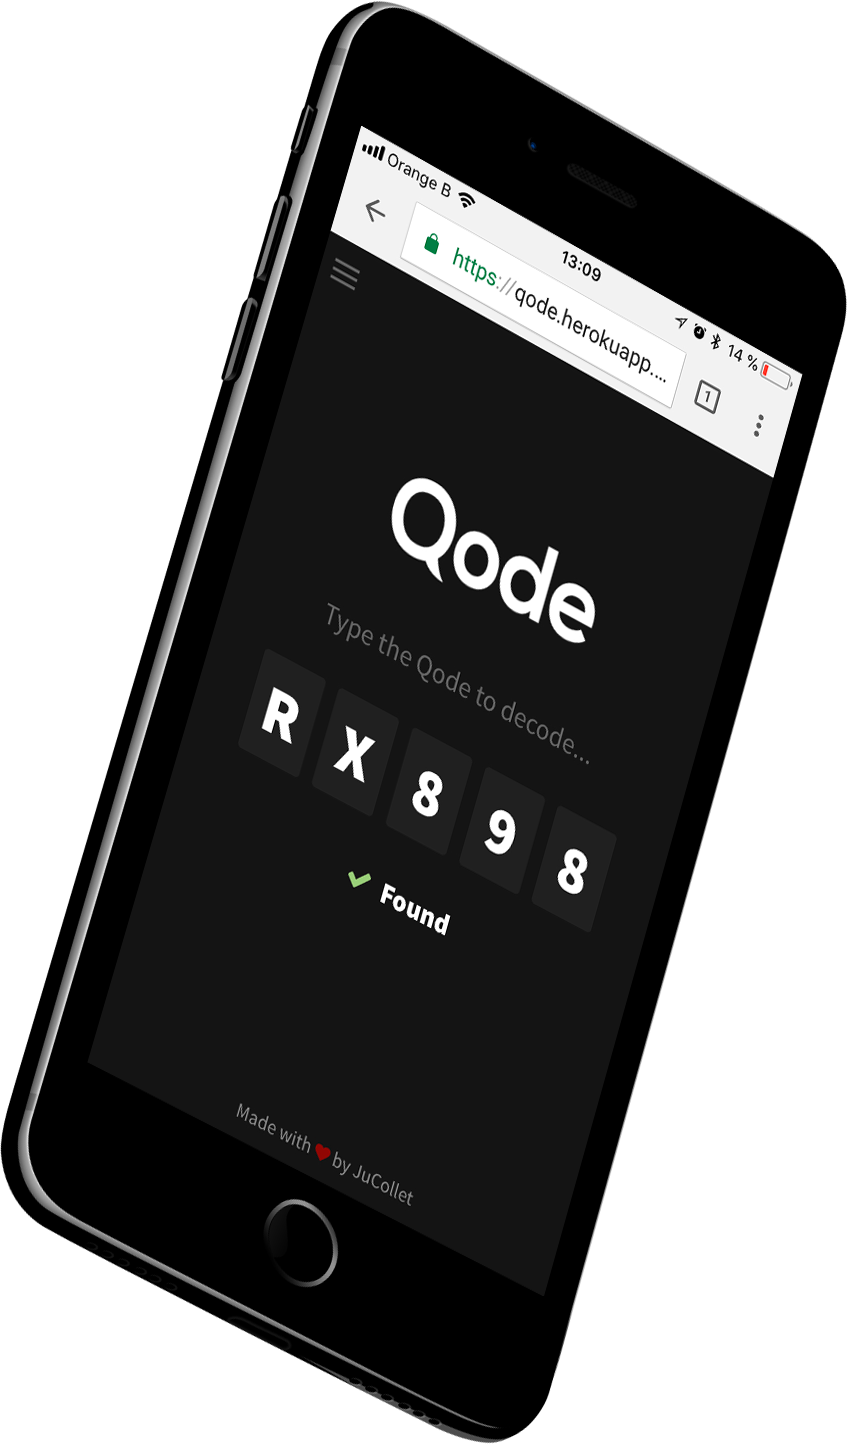 Orange B
13:09
14 %
https://qode.herokuapp....
1
Qode
Type the Qode to decode...
R X 8 9 8
Found
Made with ❤ by JuCollet